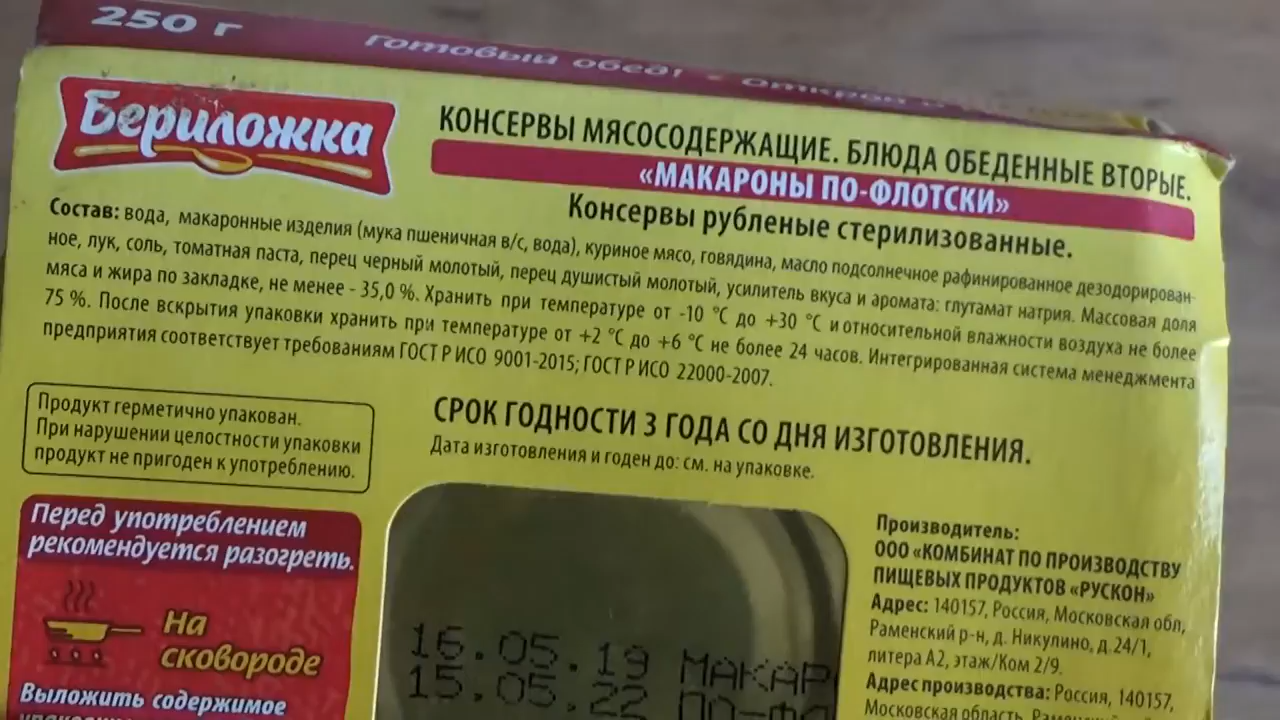 250 г
Готовый обед!
Бериложка
КОНСЕРВЫ МЯСОСОДЕРЖАЩИЕ. БЛЮДА ОБЕДЕННЫЕ ВТОРЫЕ.
«МАКАРОНЫ ПО-ФЛОТСКИ»
Консервы рубленые стерилизованные.
Состав: вода, макаронные изделия (мука пшеничная в/с, вода), куриное мясо, говядина, масло подсолнечное рафинированное дезодорирован-
ное, лук, соль, томатная паста, перец черный молотый, перец душистый молотый, усилитель вкуса и аромата: глутамат натрия. Массовая доля
мяса и жира по закладке, не менее - 35,0 %. Хранить при температуре от -10 °С до +30 °С и относительной влажности воздуха не более
75 %. После вскрытия упаковки хранить при температуре от +2 °С до +6 °С не более 24 часов. Интегрированная система менеджмента
предприятия соответствует требованиям ГОСТ Р ИСО 9001-2015; ГОСТ Р ИСО 22000-2007.
Продукт герметично упакован.
При нарушении целостности упаковки
продукт не пригоден к употреблению.
СРОК ГОДНОСТИ 3 ГОДА СО ДНЯ ИЗГОТОВЛЕНИЯ.
Дата изготовления и годен до: см. на упаковке.
Перед употреблением
рекомендуется разогреть.
На
сковороде
Выложить содержимое
16.05.19 МАКАР
15.05.22 ПО-ФЛ
Производитель:
ООО «КОМБИНАТ ПО ПРОИЗВОДСТВУ
ПИЩЕВЫХ ПРОДУКТОВ «РУСКОН»
Адрес: 140157, Россия, Московская обл,
Раменский р-н, д. Никулино, д.24/1,
литера А2, этаж/Ком 2/9.
Адрес производства: Россия, 140157,
Московская область,